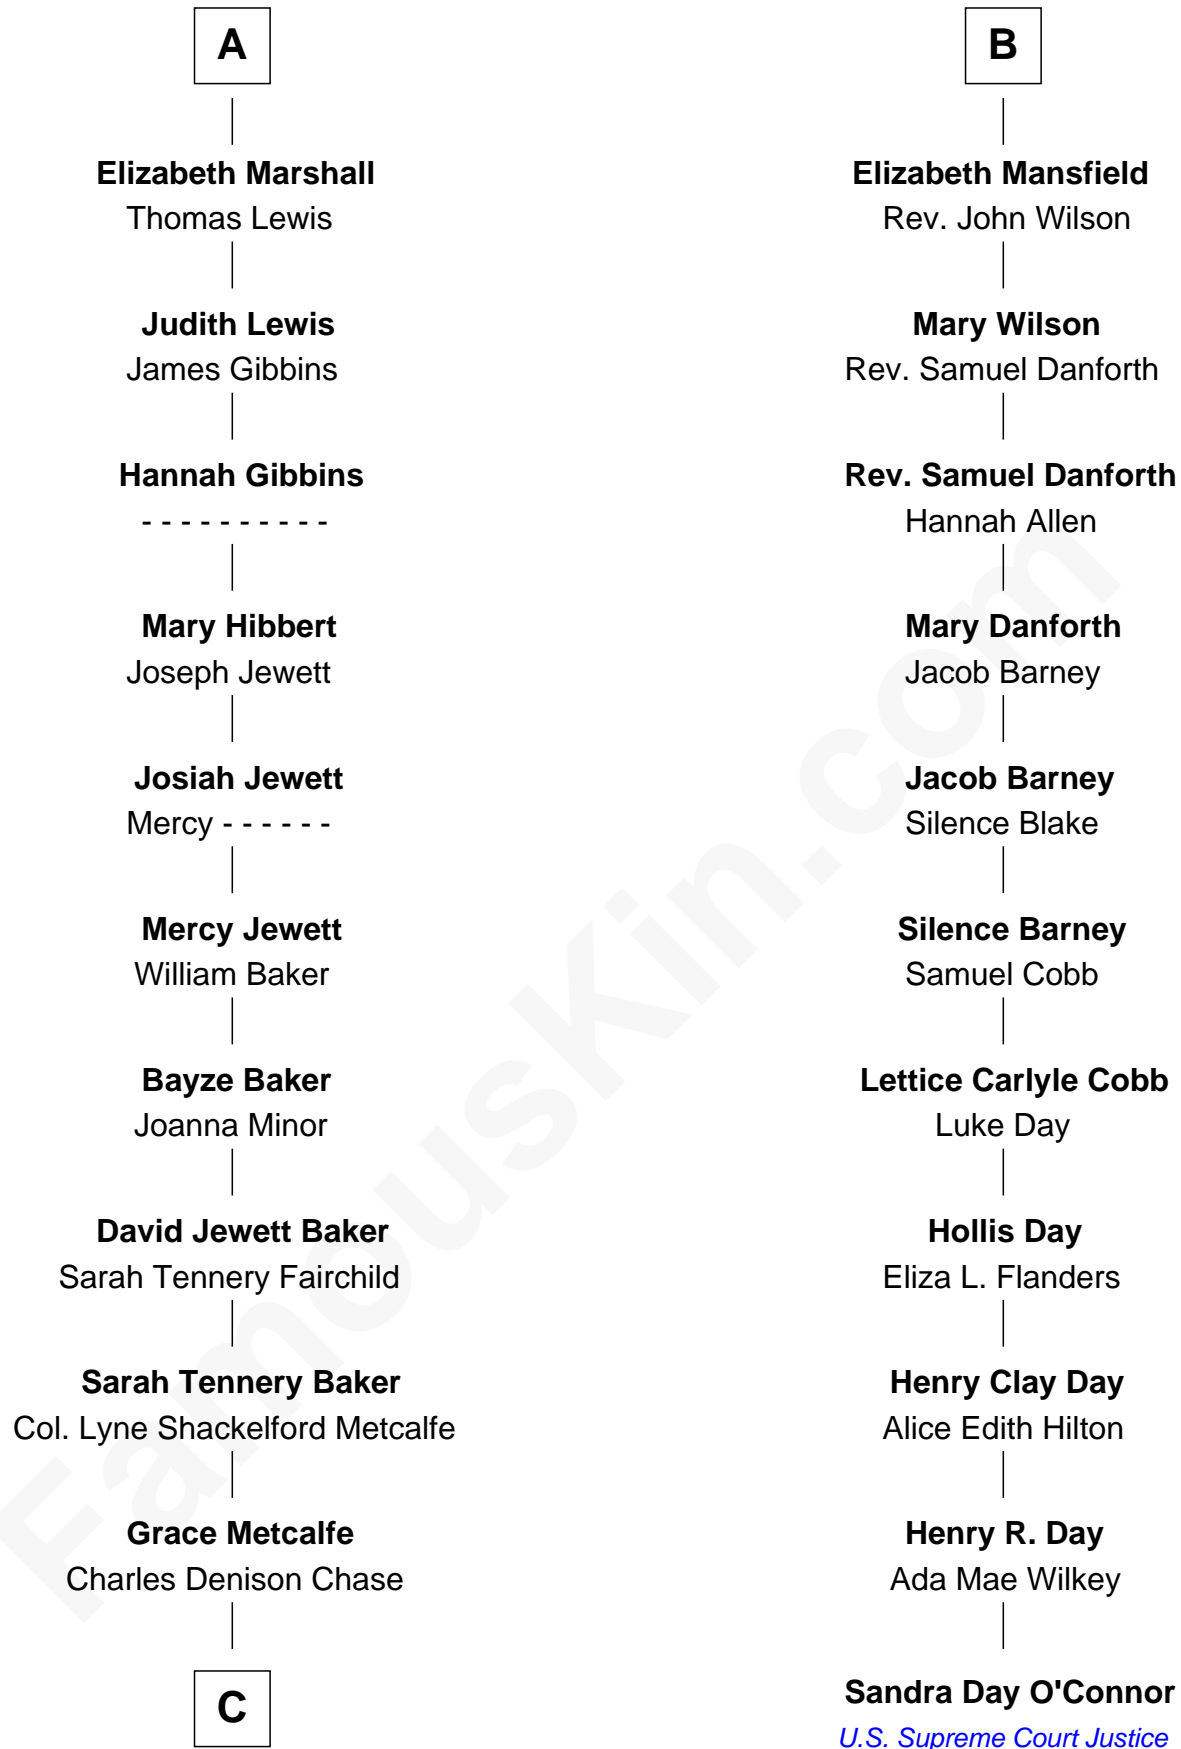 A
Elizabeth Marshall
Thomas Lewis
Judith Lewis
James Gibbins
Hannah Gibbins
- - - - - - - - - -
Mary Hibbert
Joseph Jewett
Josiah Jewett
Mercy - - - - - -
Mercy Jewett
William Baker
Bayze Baker
Joanna Minor
David Jewett Baker
Sarah Tennery Fairchild
Sarah Tennery Baker
Col. Lyne Shackelford Metcalfe
Grace Metcalfe
Charles Denison Chase
C
B
Elizabeth Mansfield
Rev. John Wilson
Mary Wilson
Rev. Samuel Danforth
Rev. Samuel Danforth
Hannah Allen
Mary Danforth
Jacob Barney
Jacob Barney
Silence Blake
Silence Barney
Samuel Cobb
Lettice Carlyle Cobb
Luke Day
Hollis Day
Eliza L. Flanders
Henry Clay Day
Alice Edith Hilton
Henry R. Day
Ada Mae Wilkey
Sandra Day O'Connor
U.S. Supreme Court Justice
FamousKin.com